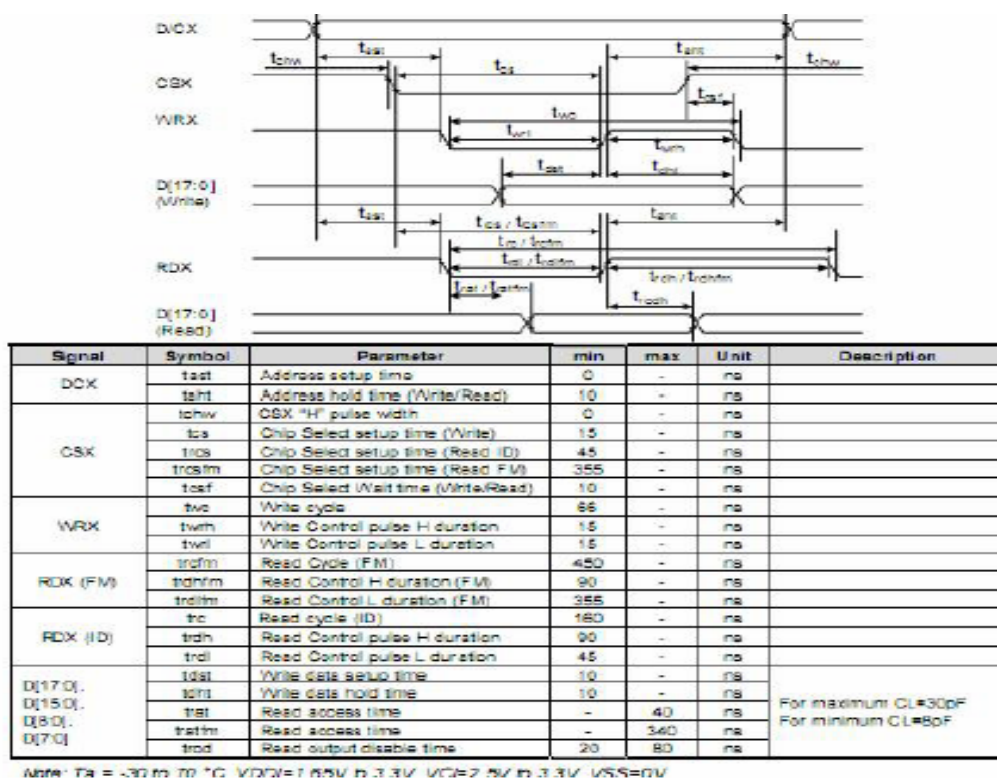 D/CX
tast
taht
tchw
tcs
tchw
CSX
tcsf
WRX
twc
twrl
twrh
tdst
tdht
D[17:0]
(Write)
tast
trcs / trcsfm
taht
trc / trcfm
RDX
trdl / trdlfm
trdh / trdhfm
trat / tratfm
trodh
D[17:0]
(Read)
Signal Symbol Parameter min max Unit Description
DCX
tast Address setup time 0 - ns
taht Address hold time (Write/Read) 10 - ns
CSX
tchw CSX "H" pulse width 0 - ns
tcs Chip Select setup time (Write) 15 - ns
trcs Chip Select setup time (Read ID) 45 - ns
trcsfm Chip Select setup time (Read FM) 355 - ns
tcsf Chip Select Wait time (Write/Read) 10 - ns
WRX
twc Write cycle 66 - ns
twrh Write Control pulse H duration 15 - ns
twrl Write Control pulse L duration 15 - ns
RDX (FM)
trcfm Read Cycle (FM) 450 - ns
trdhfm Read Control H duration (FM) 90 - ns
trdlfm Read Control L duration (FM) 355 - ns
RDX (ID)
trc Read cycle (ID) 160 - ns
trdh Read Control pulse H duration 90 - ns
trdl Read Control pulse L duration 45 - ns
D[17:0],
D[15:0],
D[8:0],
D[7:0]
tdst Write data setup time 10 - ns
tdht Write data hold time 10 - ns
trat Read access time - 40 ns
tratfm Read access time - 340 ns
trod Read output disable time 20 80 ns
For maximum CL=30pF
For minimum CL=8pF
Note: Ta = -30 to 70 °C, VDDI=1.65V to 3.3V, VCI=2.5V to 3.3V, VSS=0V